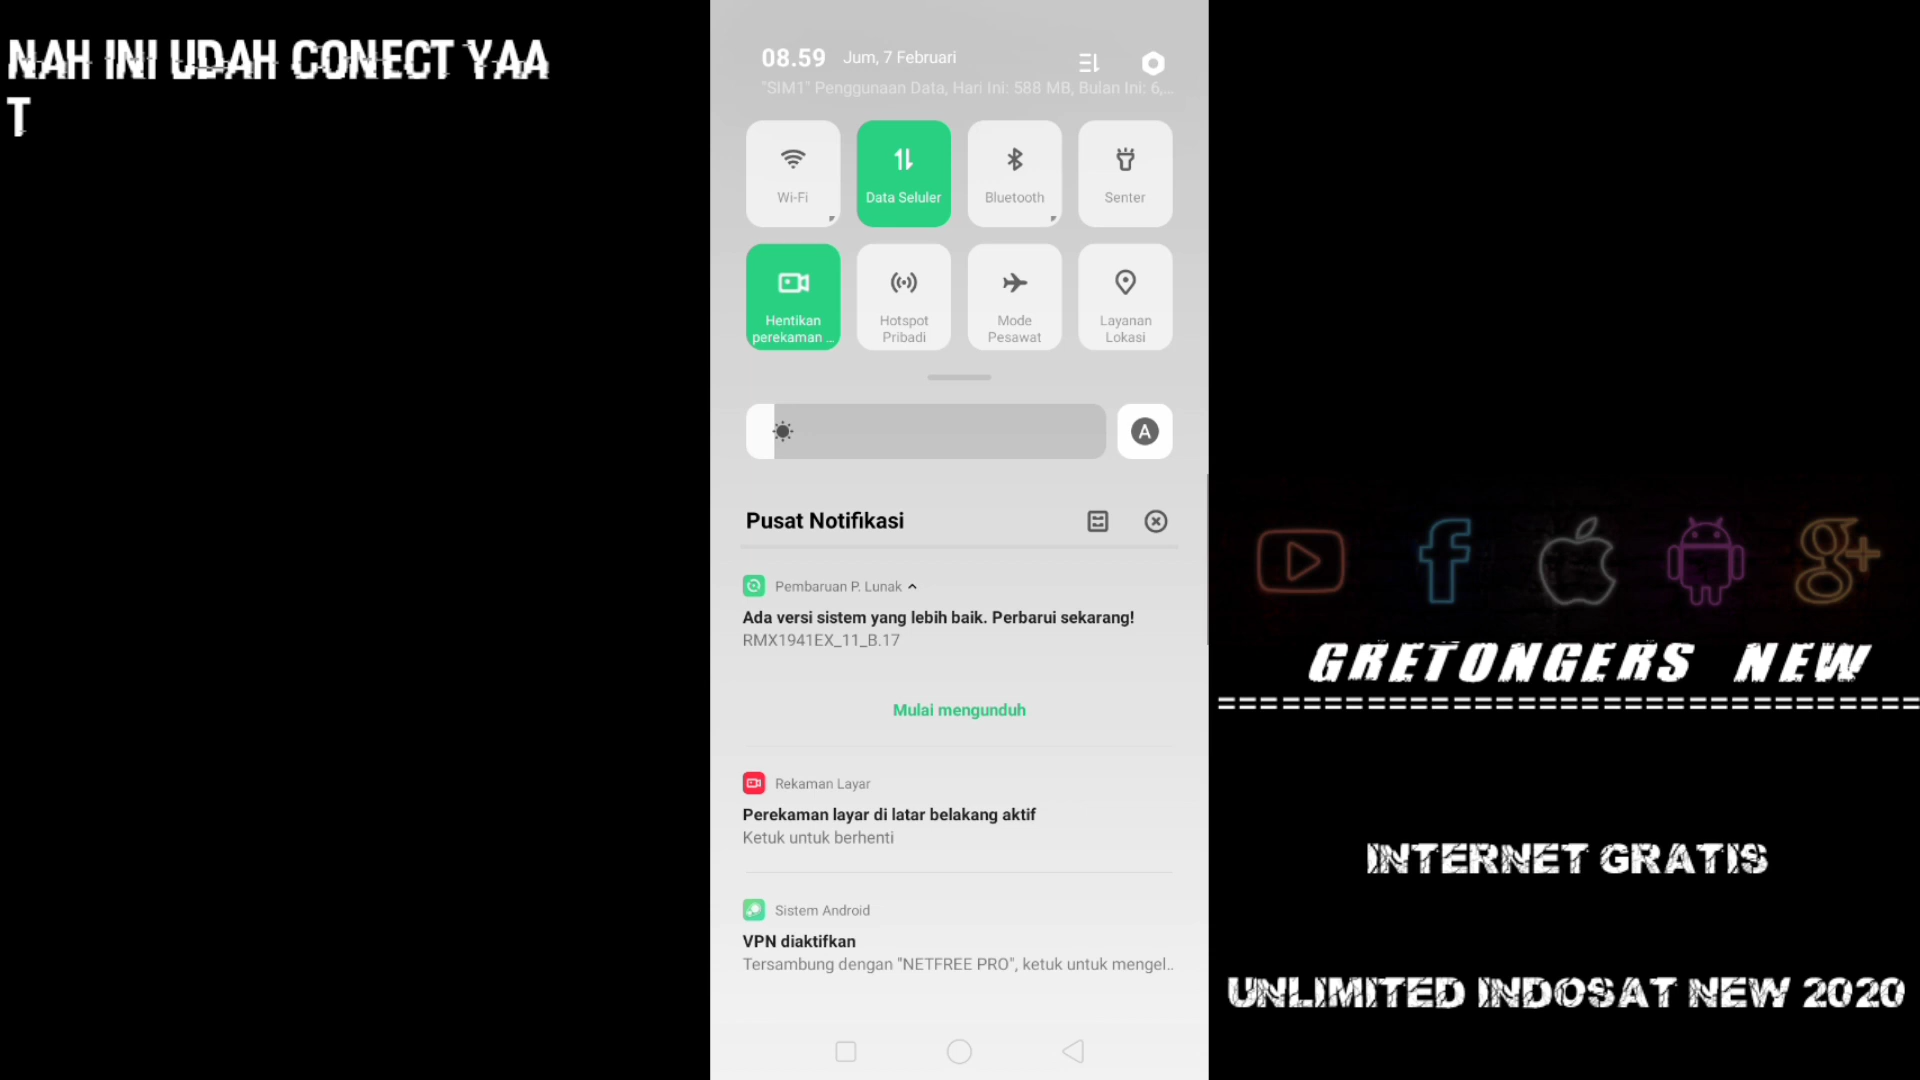 NAH INI UDAH CONECT YAA
T
08.59 Jum, 7 Februari
"SIM1" Penggunaan Data, Hari Ini: 588 MB, Bulan Ini: 6,...
Wi-Fi
Data Seluler
Bluetooth
Senter
Hentikan
perekaman ...
Hotspot
Pribadi
Mode
Pesawat
Layanan
Lokasi
A
Pusat Notifikasi
Pembaruan P. Lunak
Ada versi sistem yang lebih baik. Perbarui sekarang!
RMX1941EX_11_B.17
Mulai mengunduh
Rekaman Layar
Perekaman layar di latar belakang aktif
Ketuk untuk berhenti
Sistem Android
VPN diaktifkan
Tersambung dengan "NETFREE PRO", ketuk untuk mengel..
GRETONGERS NEW
==============================
INTERNET GRATIS
UNLIMITED INDOSAT NEW 2020